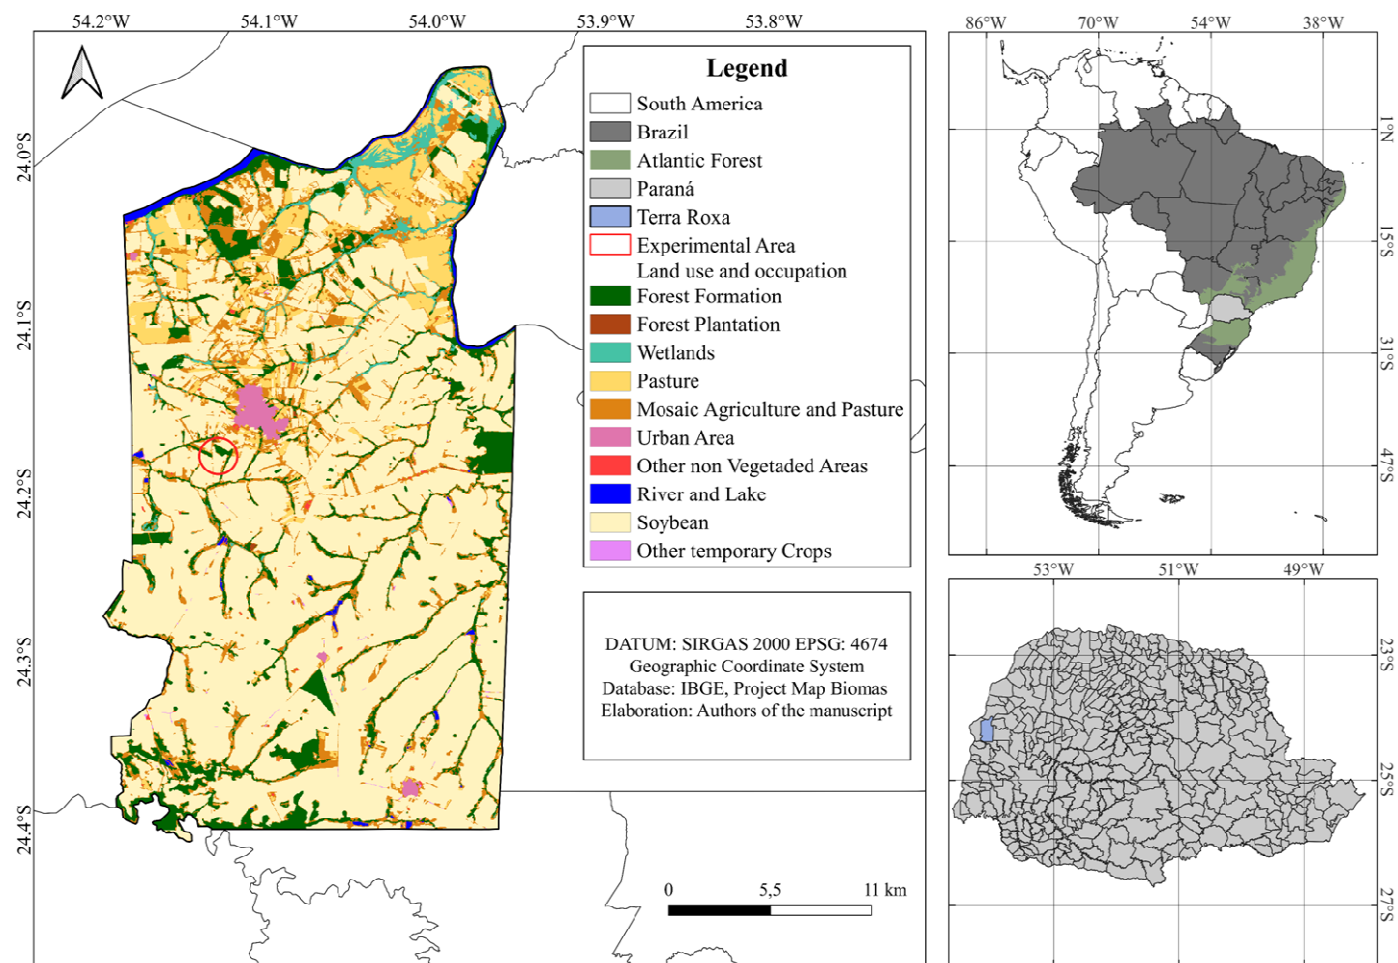 54.2°W 54.1°W 54.0°W 53.9°W 53.8°W
24.0°S
24.1°S
24.2°S
24.3°S
24.4°S
Legend
South America
Brazil
Atlantic Forest
Paraná
Terra Roxa
Experimental Area
Land use and occupation
Forest Formation
Forest Plantation
Wetlands
Pasture
Mosaic Agriculture and Pasture
Urban Area
Other non Vegetaded Areas
River and Lake
Soybean
Other temporary Crops
DATUM: SIRGAS 2000 EPSG: 4674
Geographic Coordinate System
Database: IBGE, Project Map Biomas
Elaboration: Authors of the manuscript
0 5,5 11 km
86°W 70°W 54°W 38°W
1°N
15°S
31°S
47°S
53°W 51°W 49°W
23°S
25°S
27°S